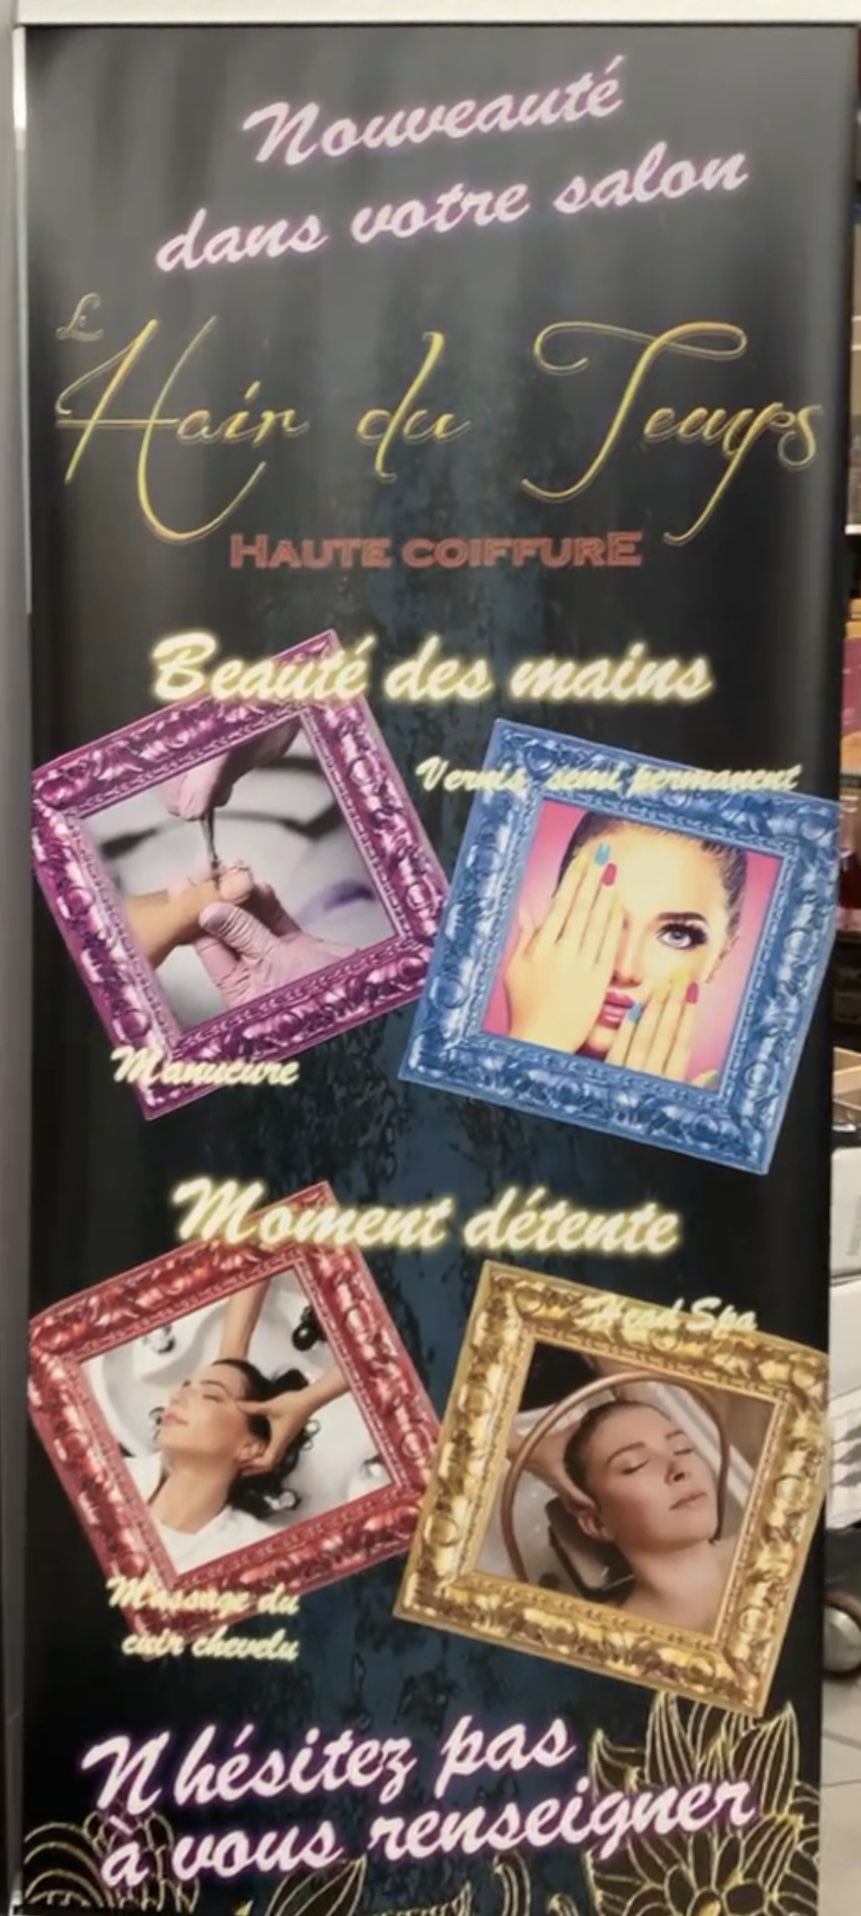 Nouveauté
dans votre salon
L'
Hair du Temps
HAUTE COIFFURE
Beauté des mains
Vernis semi permanent
Manucure
Moment détente
Head Spa
Massage du
cuir chevelu
N'hésitez pas
à vous renseigner